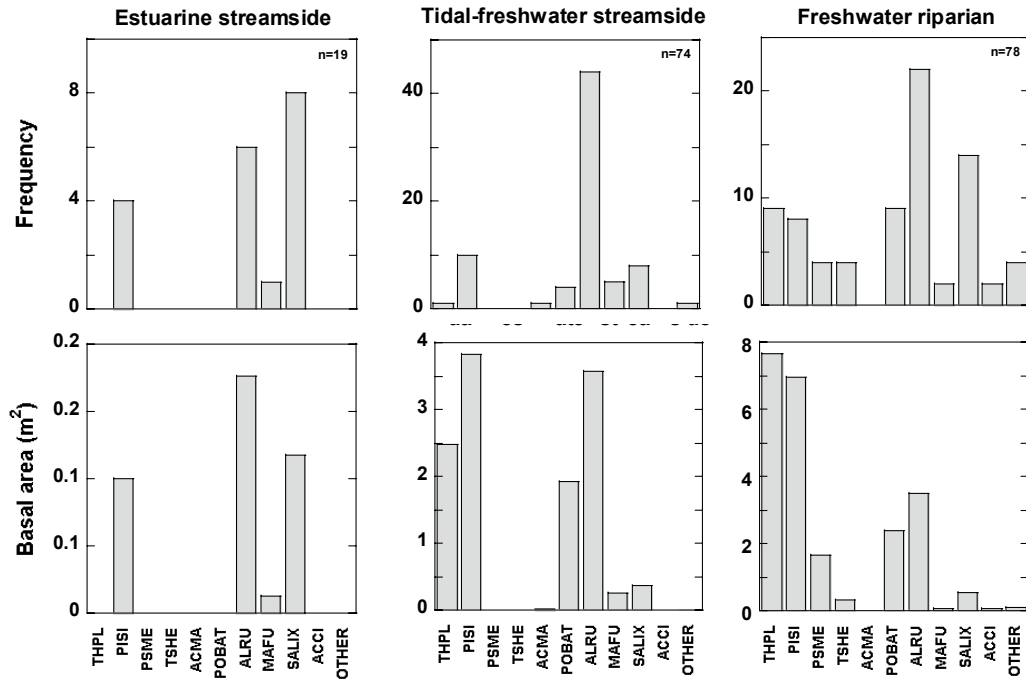 Estuarine streamside
Tidal-freshwater streamside
Freshwater riparian
Frequency
8
4
0
n=19
40
20
0
n=74
20
10
0
n=78
Basal area (m²)
0.2
0.2
0.1
0.1
0
4
3
2
1
0
8
6
4
2
0
THPL
PISI
PSME
TSHE
ACMA
POBAT
ALRU
MAFU
SALIX
ACCI
OTHER
THPL
PISI
PSME
TSHE
ACMA
POBAT
ALRU
MAFU
SALIX
ACCI
OTHER
THPL
PISI
PSME
TSHE
ACMA
POBAT
ALRU
MAFU
SALIX
ACCI
OTHER